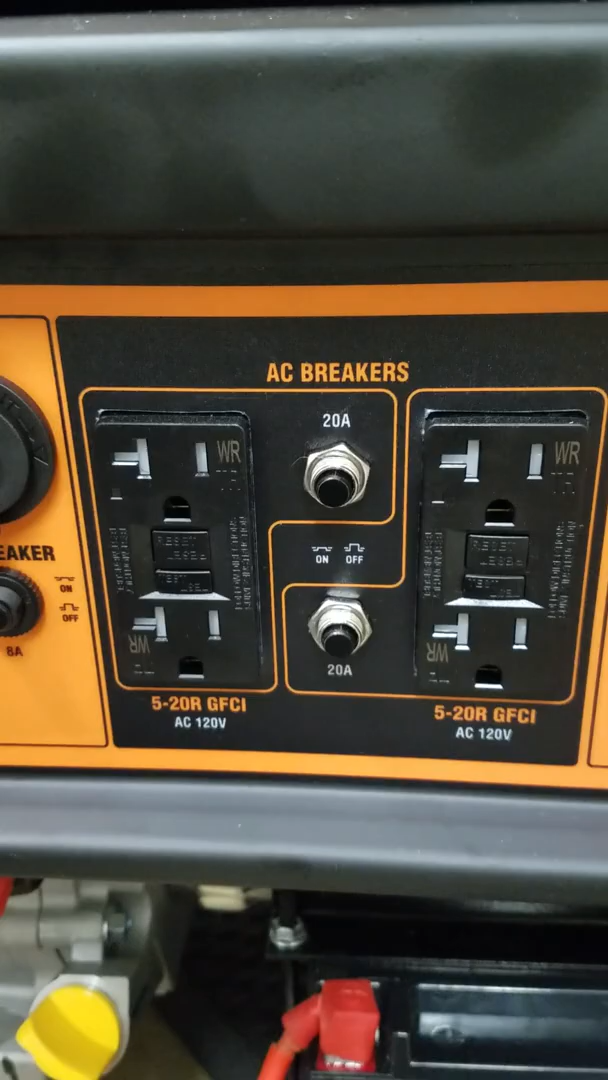 AC BREAKERS
20A
WR
WR
EAKER
ON
OFF
8A
ON OFF
RESET
TEST
RESET
TEST
WR
WR
20A
5-20R GFCI
AC 120V
5-20R GFCI
AC 120V